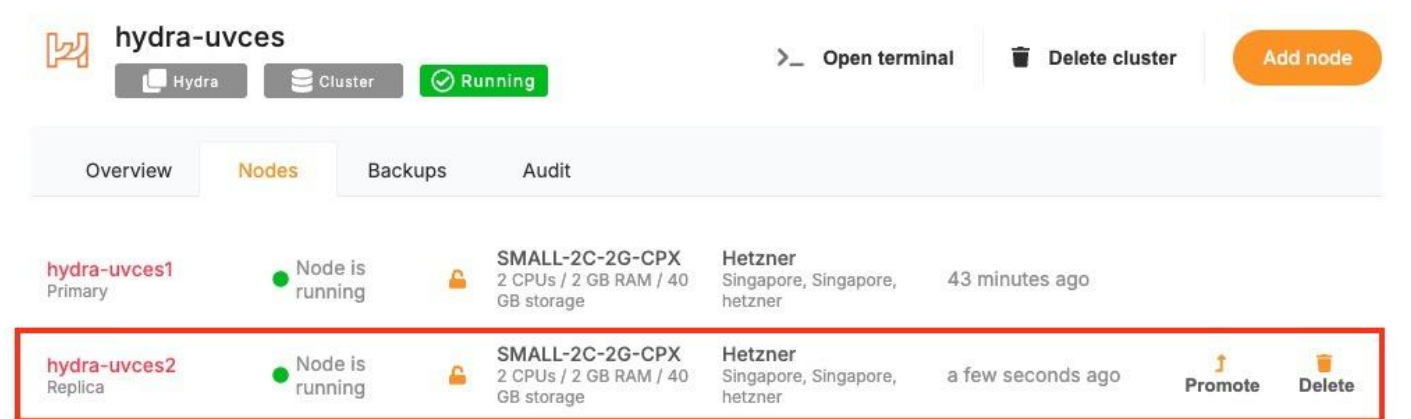 hydra-uvces
Hydra Cluster Running
>_ Open terminal Delete cluster Add node
Overview Nodes Backups Audit
hydra-uvces1
Primary
Node is
running
SMALL-2C-2G-CPX
2 CPUs / 2 GB RAM / 40
GB storage
Hetzner
Singapore, Singapore,
hetzner
43 minutes ago
hydra-uvces2
Replica
Node is
running
SMALL-2C-2G-CPX
2 CPUs / 2 GB RAM / 40
GB storage
Hetzner
Singapore, Singapore,
hetzner
a few seconds ago
Promote
Delete